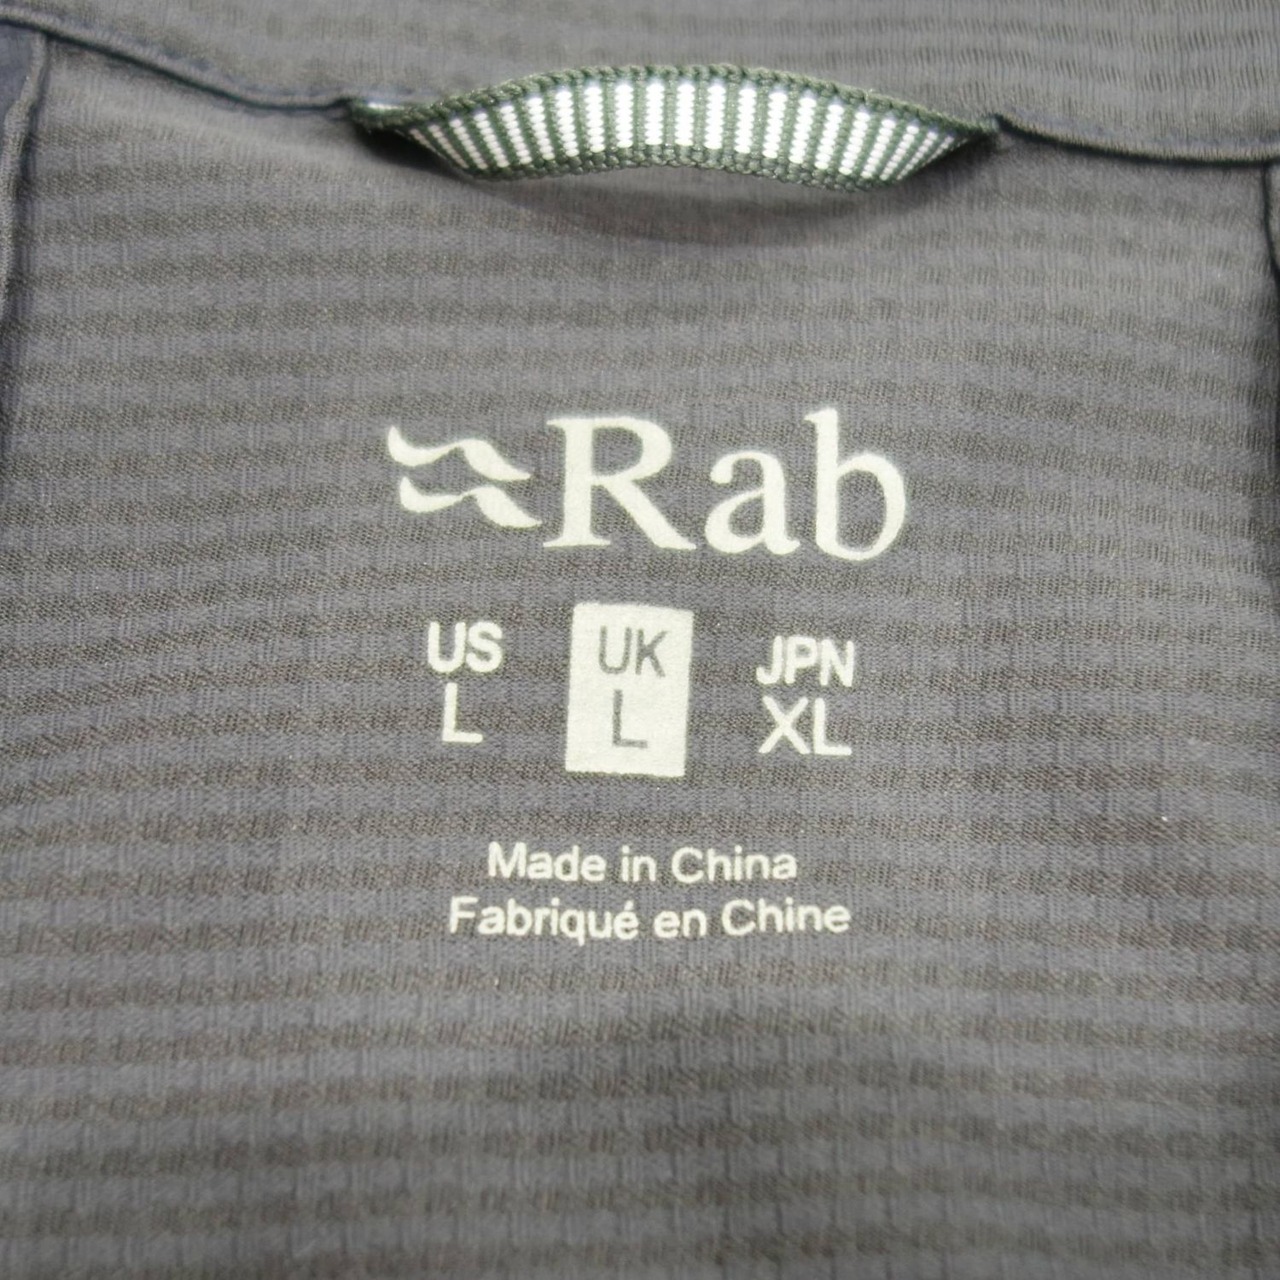 Rab
US UK JPN
L L XL
Made in China
Fabriqué en Chine